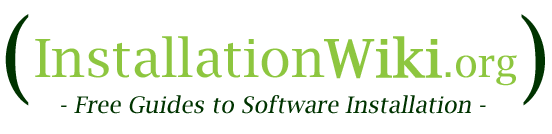 (InstallationWiki.org)
- Free Guides to Software Installation -